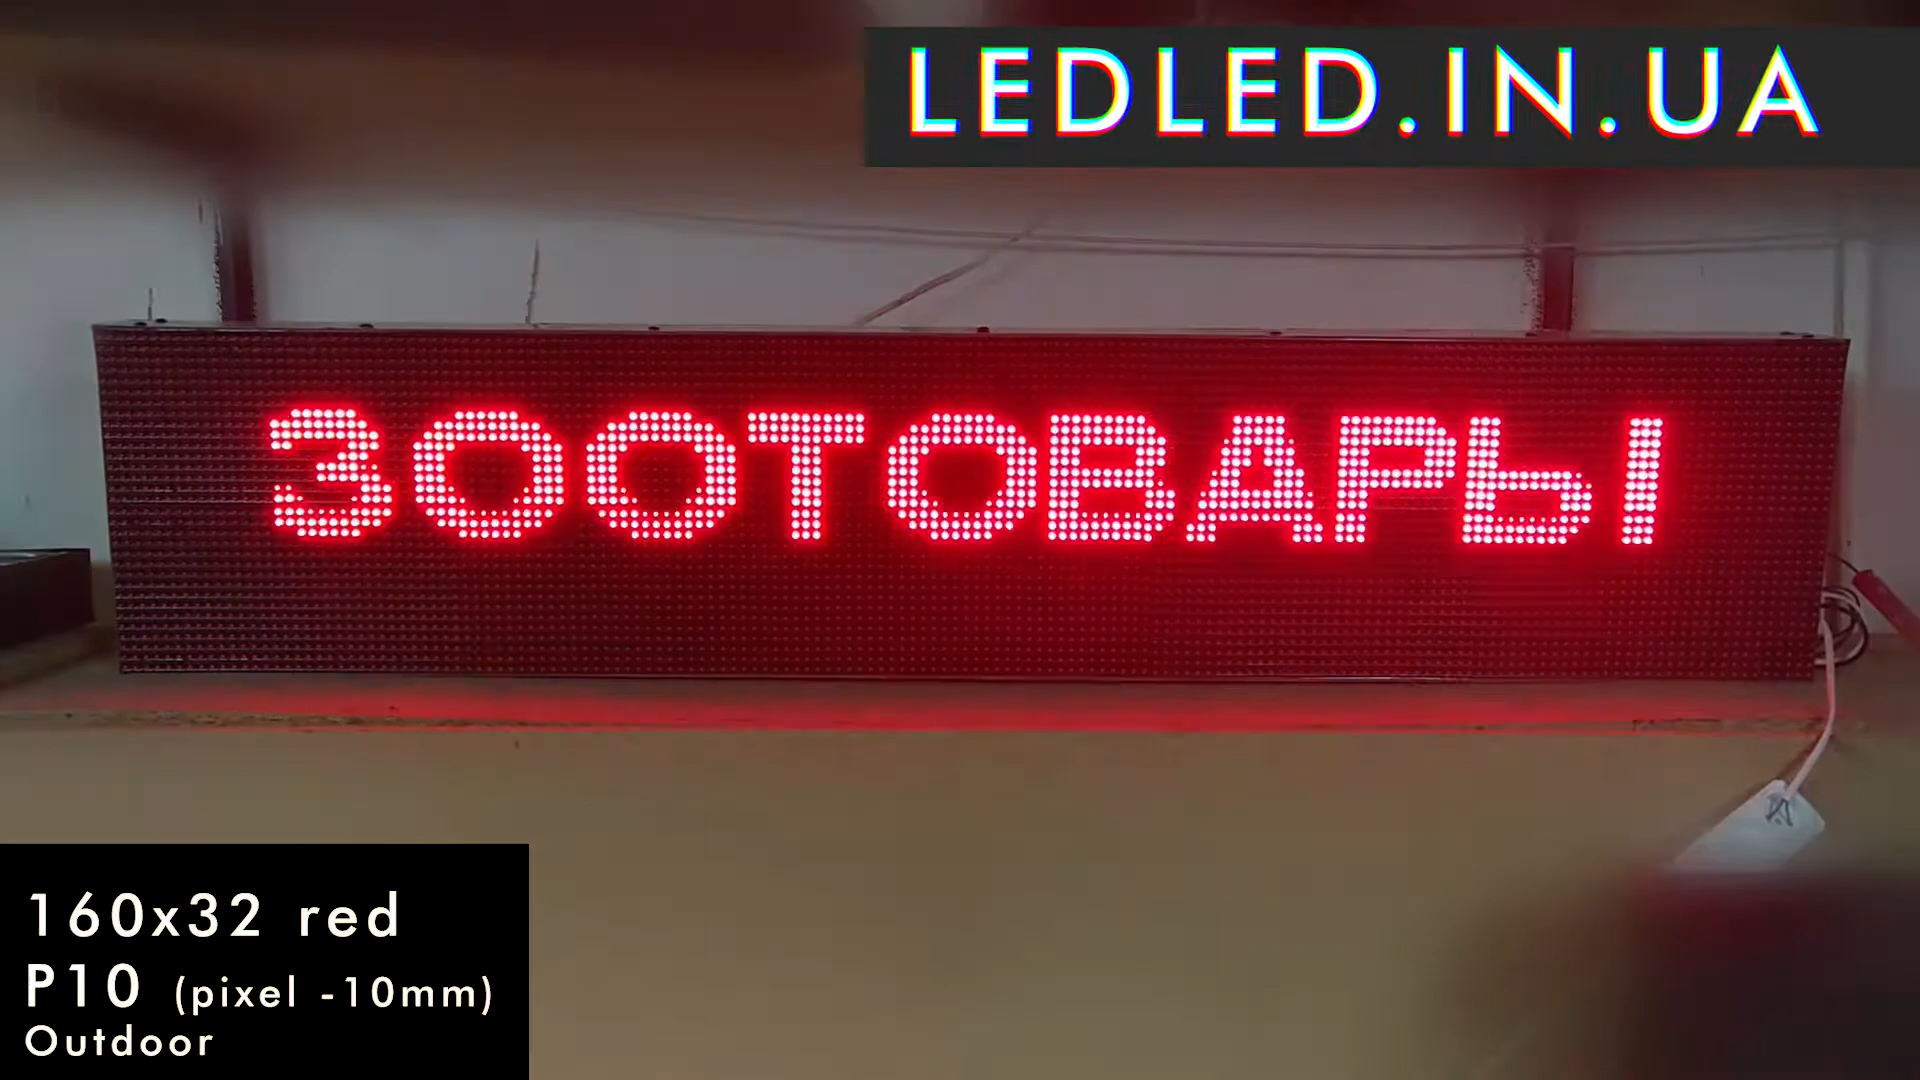 LEDLED.IN.UA
ЗООТОВАРЫ
160x32 red
P10 (pixel -10mm)
Outdoor